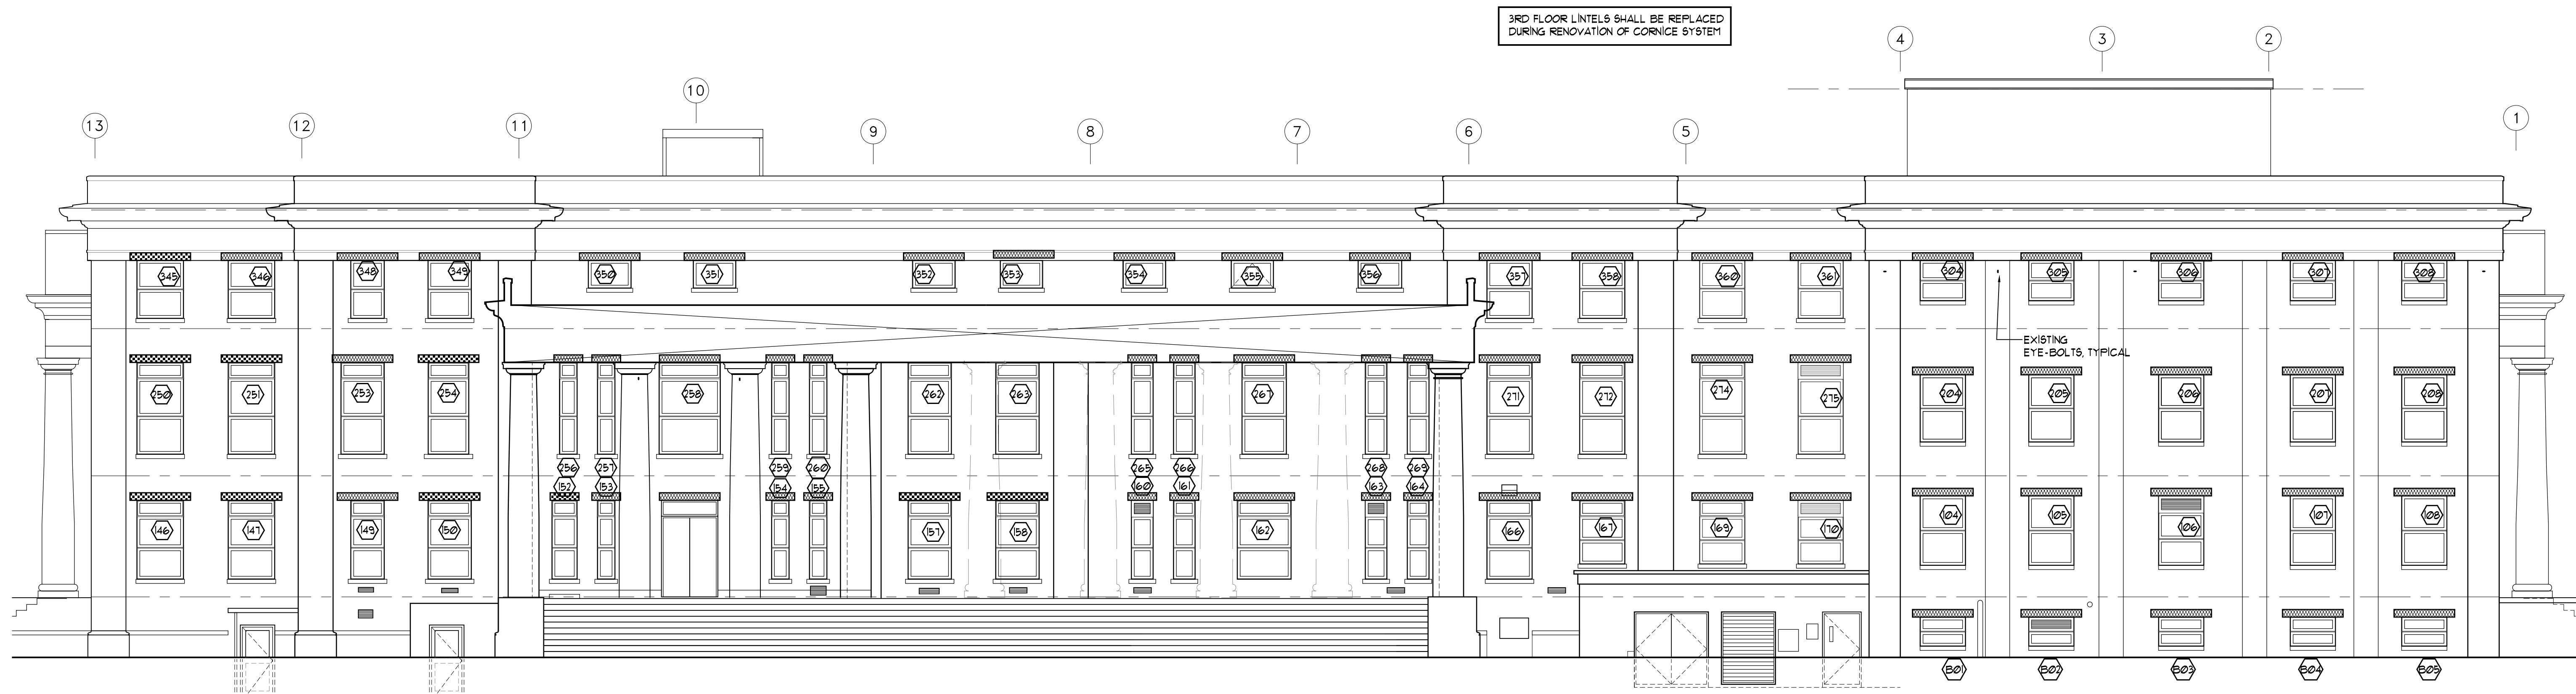 3RD FLOOR LINTELS SHALL BE REPLACED
DURING RENOVATION OF CORNICE SYSTEM
4 3 2
10
13 12 11 9 8 7 6 5 1
345 346 348 349 350 351 352 353 354 355 356 357 358 360 361 304 305 306 307 308
EXISTING
EYE-BOLTS, TYPICAL
250 251 253 254 258 262 263 267 271 272 274 275 204 205 206 207 208
256 257 259 260 265 266 268 269
152 153 154 155 160 161 163 164
146 147 149 150 157 158 162 166 167 169 170 104 105 106 107 108
B01 B02 B03 B04 B05